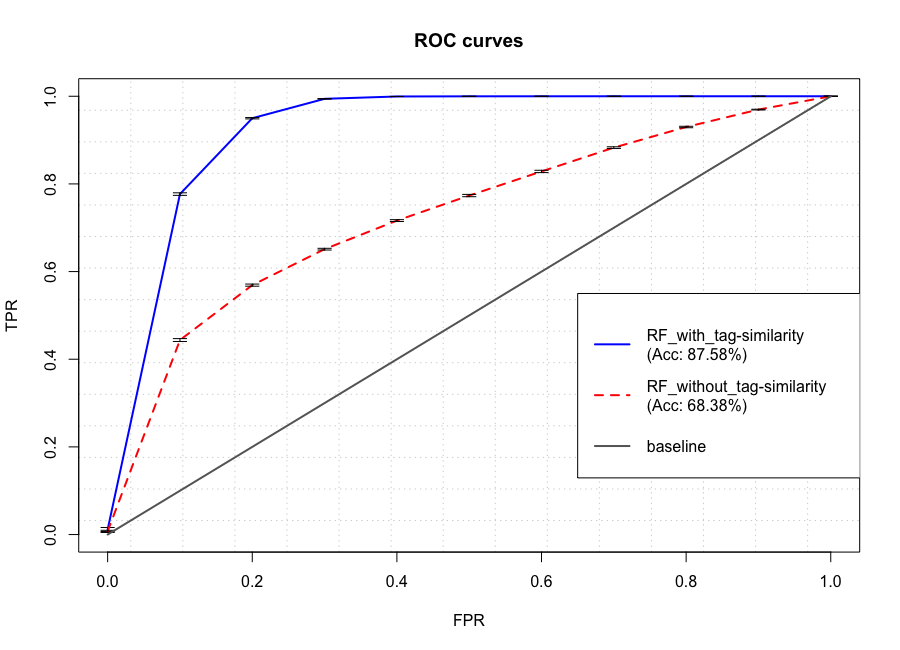 ROC curves
TPR
1.0
0.8
0.6
0.4
0.2
0.0
RF_with_tag-similarity
(Acc: 87.58%)
RF_without_tag-similarity
(Acc: 68.38%)
baseline
0.0 0.2 0.4 0.6 0.8 1.0
FPR